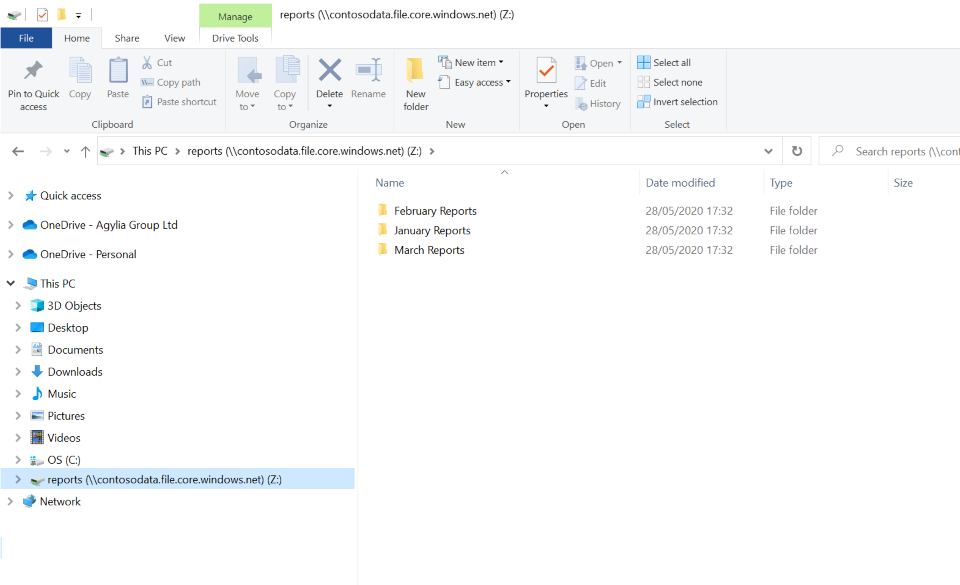 Manage
reports (\\contosodata.file.core.windows.net) (Z:)
File
Home
Share
View
Drive Tools
Pin to Quick access
Copy
Paste
Cut
Copy path
Paste shortcut
Clipboard
Move to
Copy to
Delete
Rename
Organize
New folder
New item
Easy access
New
Properties
Open
Edit
History
Open
Select all
Select none
Invert selection
Select
This PC
reports (\\contosodata.file.core.windows.net) (Z:)
Search reports (\\cont
Quick access
OneDrive - Agylia Group Ltd
OneDrive - Personal
This PC
3D Objects
Desktop
Documents
Downloads
Music
Pictures
Videos
OS (C:)
reports (\\contosodata.file.core.windows.net) (Z:)
Network
Name Date modified Type Size
February Reports 28/05/2020 17:32 File folder
January Reports 28/05/2020 17:32 File folder
March Reports 28/05/2020 17:32 File folder